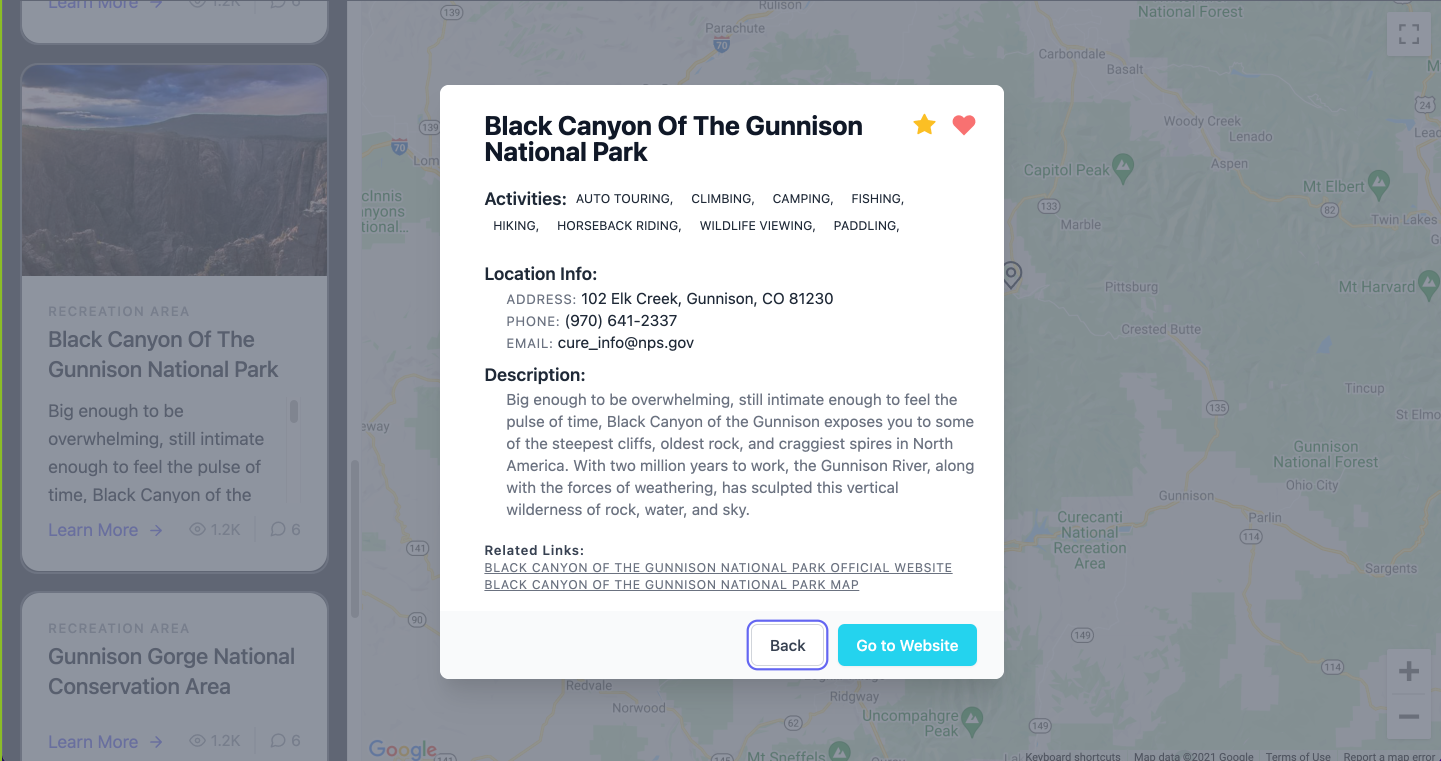 Learn More
1.2K
6
RECREATION AREA
Black Canyon Of The
Gunnison National Park
Big enough to be
overwhelming, still intimate
enough to feel the pulse of
time, Black Canyon of the
Learn More →
1.2K
6
RECREATION AREA
Gunnison Gorge National
Conservation Area
Learn More →
1.2K
6
Black Canyon Of The Gunnison
National Park
Activities: AUTO TOURING, CLIMBING, CAMPING, FISHING,
HIKING, HORSEBACK RIDING, WILDLIFE VIEWING, PADDLING,
Location Info:
ADDRESS: 102 Elk Creek, Gunnison, CO 81230
PHONE: (970) 641-2337
EMAIL: cure_info@nps.gov
Description:
Big enough to be overwhelming, still intimate enough to feel the
pulse of time, Black Canyon of the Gunnison exposes you to some
of the steepest cliffs, oldest rock, and craggiest spires in North
America. With two million years to work, the Gunnison River, along
with the forces of weathering, has sculpted this vertical
wilderness of rock, water, and sky.
Related Links:
BLACK CANYON OF THE GUNNISON NATIONAL PARK OFFICIAL WEBSITE
BLACK CANYON OF THE GUNNISON NATIONAL PARK MAP
Back
Go to Website
139
Rulison
National Forest
Parachute
70
Carbondale
Basalt
24
139
70
Woody Creek
Lenado
Aspen
Capitol Peak
Mt Elbert
133
82
Twin Lakes
Marble
Pittsburg
Mt Harvard
Crested Butte
Tincup
135
St Elmo
Gunnison
National Forest
Ohio City
Gunnison
Parlin
Curecanti
National
Recreation
Area
114
141
Sargents
90
149
114
Redvale
Ridgway
Norwood
62
Uncompahgre
Peak
149
145
Mt Sneffels
Google
Keyboard shortcuts
Map data ©2021 Google
Terms of Use
Report a map error